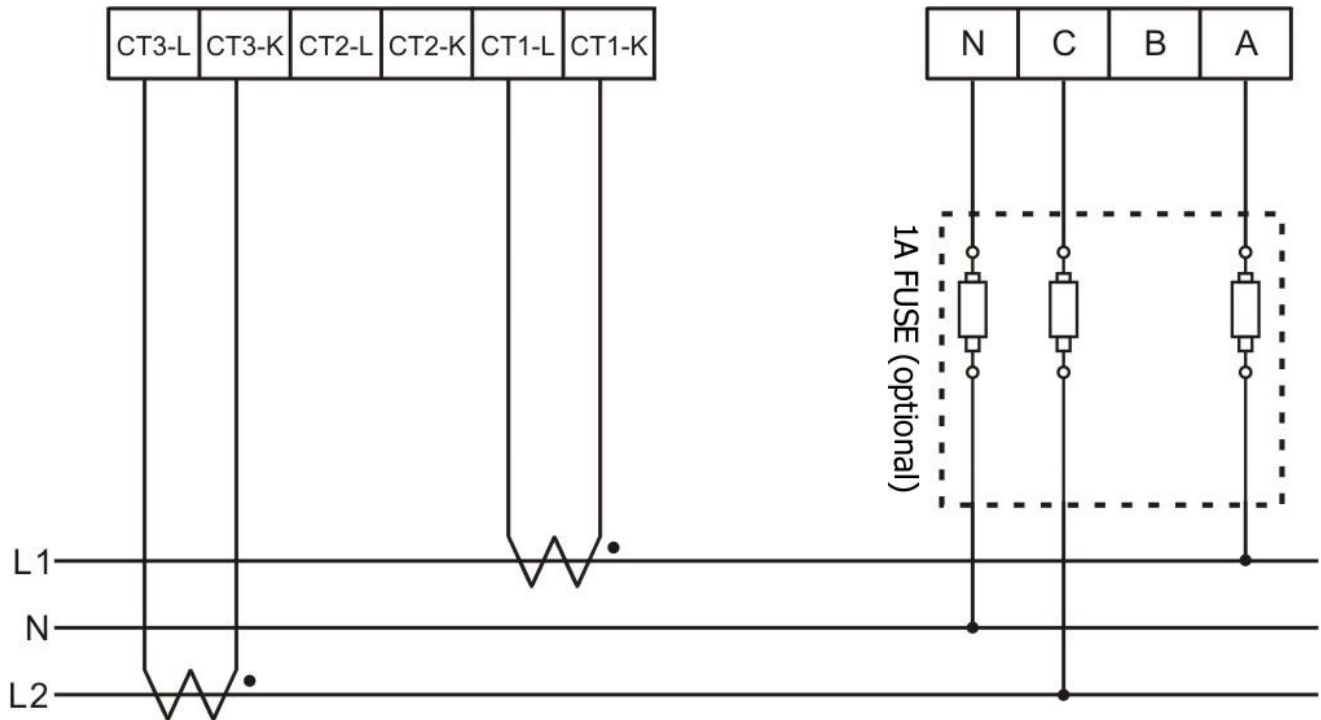 CT3-L CT3-K CT2-L CT2-K CT1-L CT1-K
N C B A
1A FUSE (optional)
L1
N
L2